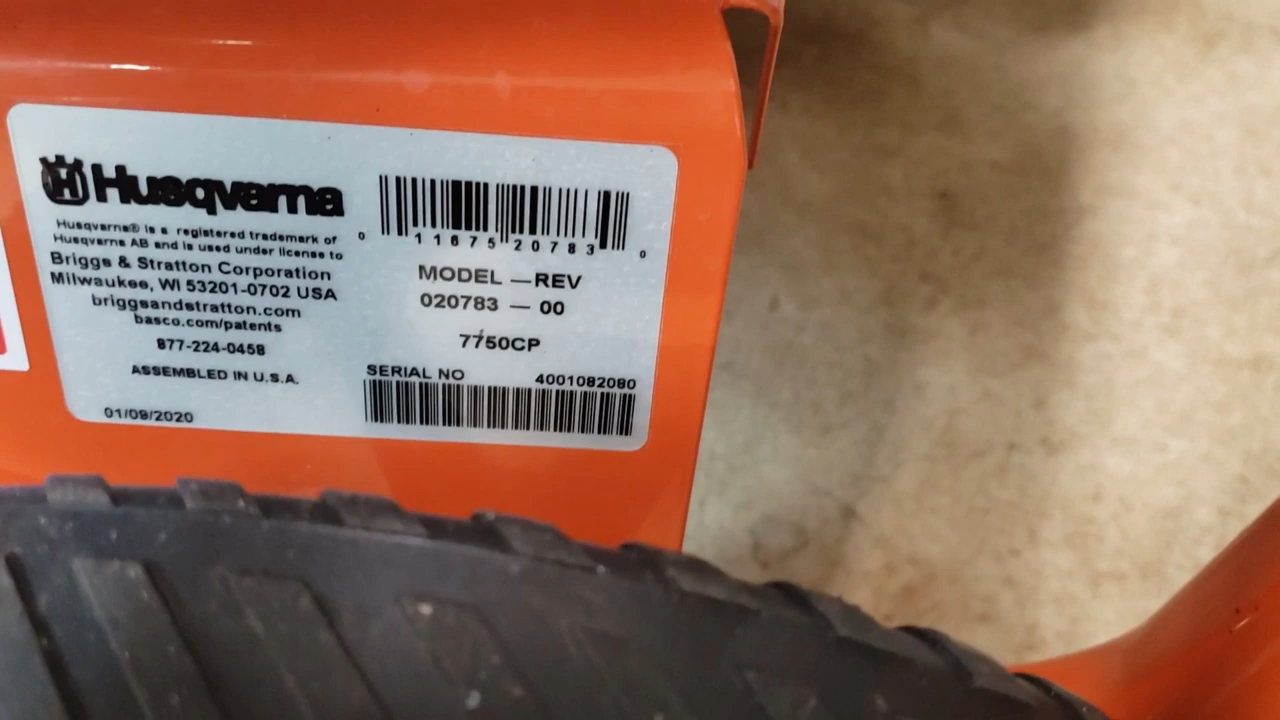 Husqvarna
Husqvarna® is a registered trademark of
Husqvarna AB and is used under license to
Briggs & Stratton Corporation
Milwaukee, WI 53201-0702 USA
briggsandstratton.com
basco.com/patents
877-224-0458
ASSEMBLED IN U.S.A.
01/09/2020
0 11675 20783 0
MODEL — REV
020783 — 00
7750CP
SERIAL NO 4001082080